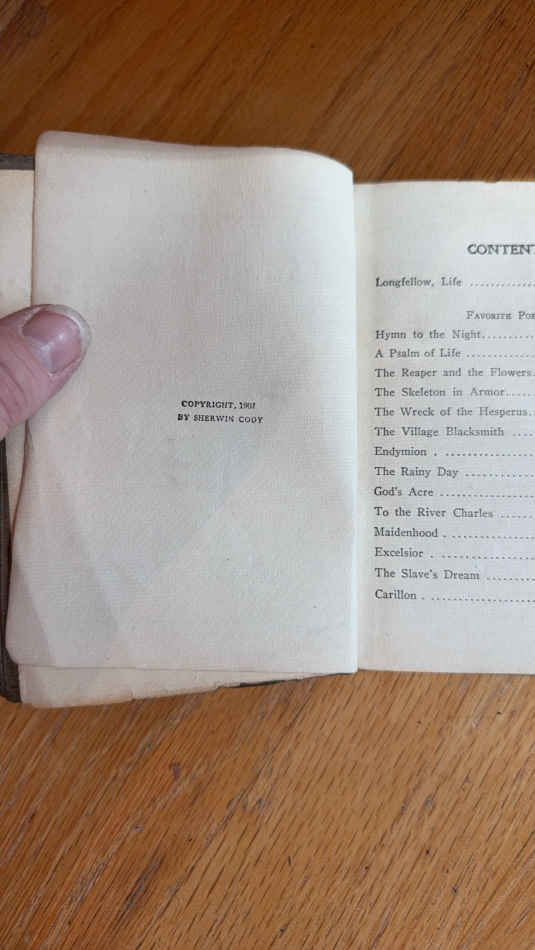 COPYRIGHT, 1907
BY SHERWIN CODY
CONTENT
Longfellow, Life ..............
FAVORITE PO
Hymn to the Night..........
A Psalm of Life ..............
The Reaper and the Flowers.
The Skeleton in Armor......
The Wreck of the Hesperus..
The Village Blacksmith .....
Endymion . ...................
The Rainy Day ..............
God's Acre ...................
To the River Charles ........
Maidenhood . .................
Excelsior . ....................
The Slave's Dream ..........
Carillon . ......................